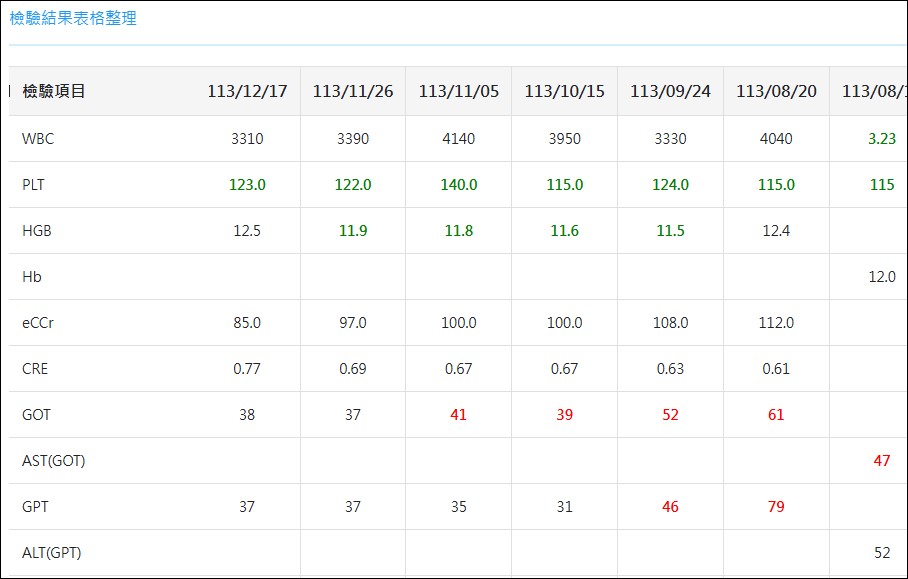 檢驗結果表格整理
檢驗項目 113/12/17 113/11/26 113/11/05 113/10/15 113/09/24 113/08/20 113/08/
WBC 3310 3390 4140 3950 3330 4040 3.23
PLT 123.0 122.0 140.0 115.0 124.0 115.0 115
HGB 12.5 11.9 11.8 11.6 11.5 12.4
Hb 12.0
eCCr 85.0 97.0 100.0 100.0 108.0 112.0
CRE 0.77 0.69 0.67 0.67 0.63 0.61
GOT 38 37 41 39 52 61
AST(GOT) 47
GPT 37 37 35 31 46 79
ALT(GPT) 52